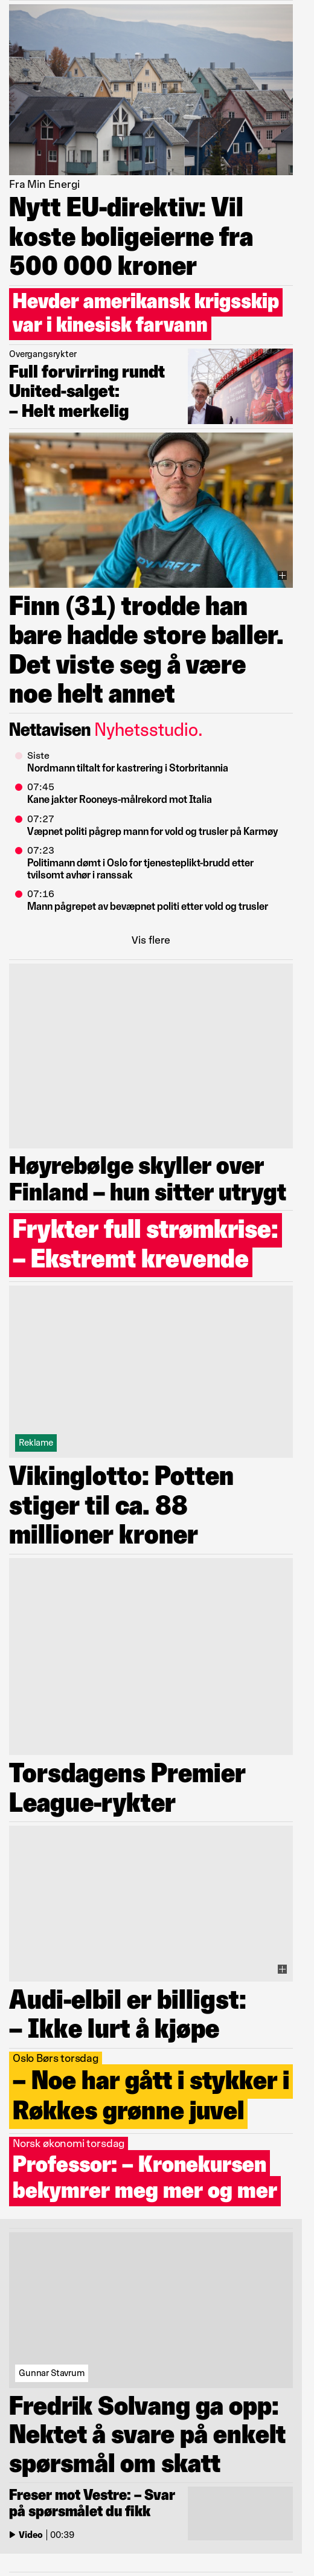 Fra Min Energi
Nytt EU-direktiv: Vil
koste boligeierne fra
500 000 kroner
Hevder amerikansk krigsskip
var i kinesisk farvann
Overgangsrykter
Full forvirring rundt
United-salget:
– Helt merkelig
DYNAFIT
Finn (31) trodde han
bare hadde store baller.
Det viste seg å være
noe helt annet
Nettavisen Nyhetsstudio.
Siste
Nordmann tiltalt for kastrering i Storbritannia
07:45
Kane jakter Rooneys-målrekord mot Italia
07:27
Væpnet politi pågrep mann for vold og trusler på Karmøy
07:23
Politimann dømt i Oslo for tjenesteplikt-brudd etter
tvilsomt avhør i ranssak
07:16
Mann pågrepet av bevæpnet politi etter vold og trusler
Vis flere
Høyrebølge skyller over
Finland – hun sitter utrygt
Frykter full strømkrise:
– Ekstremt krevende
Reklame
Vikinglotto: Potten
stiger til ca. 88
millioner kroner
Torsdagens Premier
League-rykter
Audi-elbil er billigst:
– Ikke lurt å kjøpe
Oslo Børs torsdag
– Noe har gått i stykker i
Røkkes grønne juvel
Norsk økonomi torsdag
Professor: – Kronekursen
bekymrer meg mer og mer
Gunnar Stavrum
Fredrik Solvang ga opp:
Nektet å svare på enkelt
spørsmål om skatt
Freser mot Vestre: – Svar
på spørsmålet du fikk
Video | 00:39